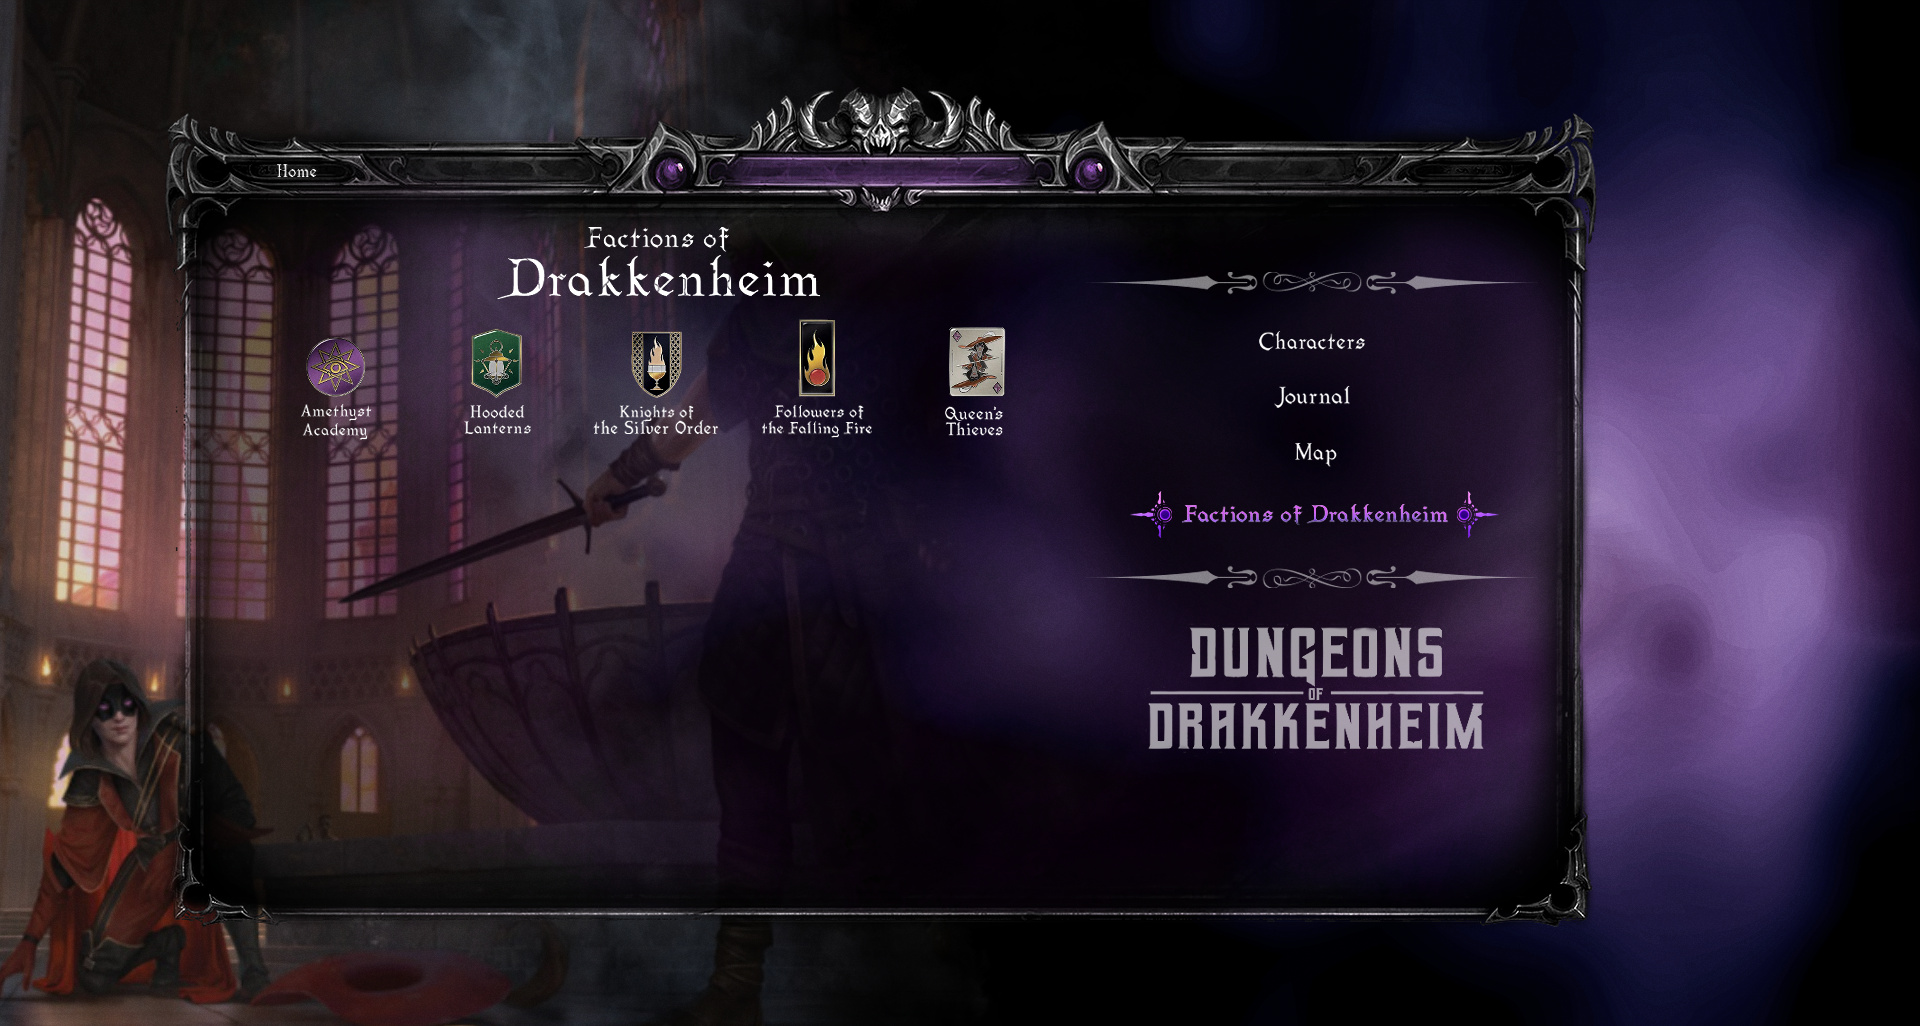 Home
Factions of
Drakkenheim
Amethyst
Academy
Hooded
Lanterns
Knights of
the Silver Order
Followers of
the Falling Fire
Queen's
Thieves
Characters
Journal
Map
Factions of Drakkenheim
DUNGEONS
OF
DRAKKENHEIM